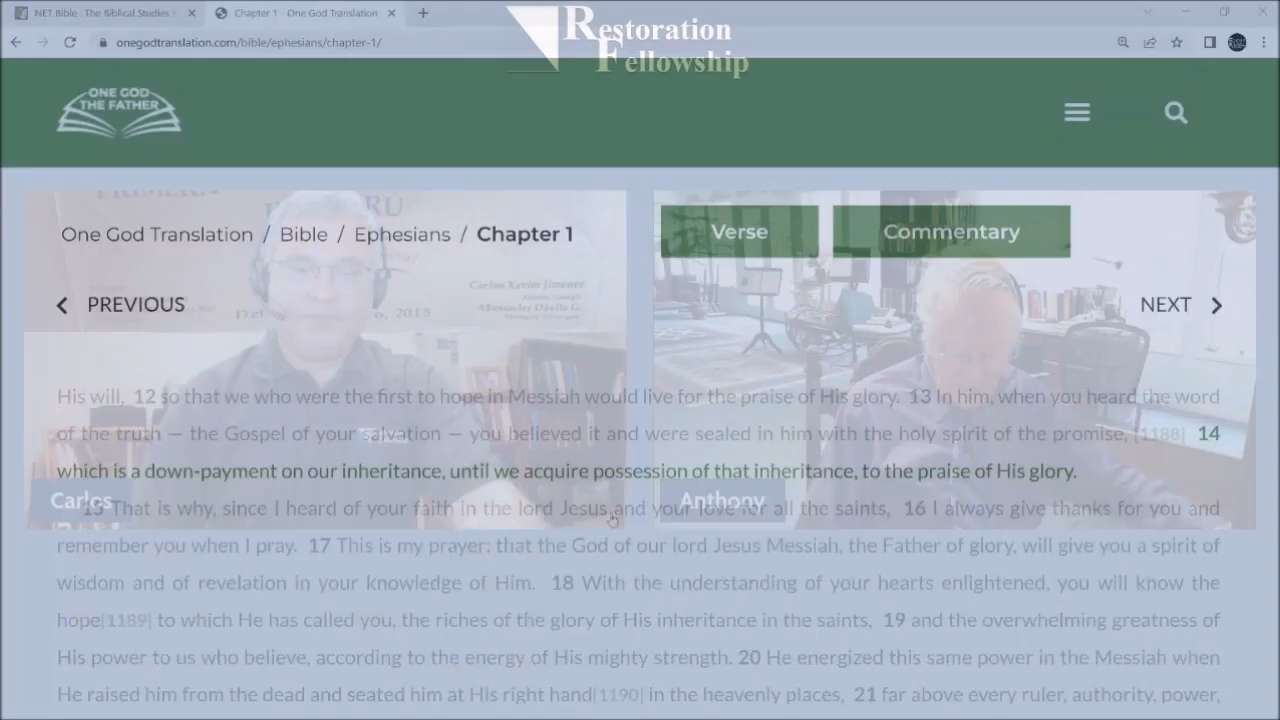 NET Bible - The Biblical Studies
Chapter 1 - One God Translation
onegodtranslation.com/bible/ephesians/chapter-1/
Restoration
Fellowship
ONE GOD
THE FATHER
One God Translation / Bible / Ephesians / Chapter 1
Verse
Commentary
PREVIOUS
NEXT
Carlos Xavier Jimenez
2015
His will, 12 so that we who were the first to hope in Messiah would live for the praise of His glory. 13 In him, when you heard the word
of the truth — the Gospel of your salvation — you believed it and were sealed in him with the holy spirit of the promise, [1188] 14
which is a down-payment on our inheritance, until we acquire possession of that inheritance, to the praise of His glory.
Carlos
Anthony
15 That is why, since I heard of your faith in the lord Jesus and your love for all the saints, 16 I always give thanks for you and
remember you when I pray. 17 This is my prayer: that the God of our lord Jesus Messiah, the Father of glory, will give you a spirit of
wisdom and of revelation in your knowledge of Him. 18 With the understanding of your hearts enlightened, you will know the
hope[1189] to which He has called you, the riches of the glory of His inheritance in the saints, 19 and the overwhelming greatness of
His power to us who believe, according to the energy of His mighty strength. 20 He energized this same power in the Messiah when
He raised him from the dead and seated him at His right hand[1190] in the heavenly places, 21 far above every ruler, authority, power,